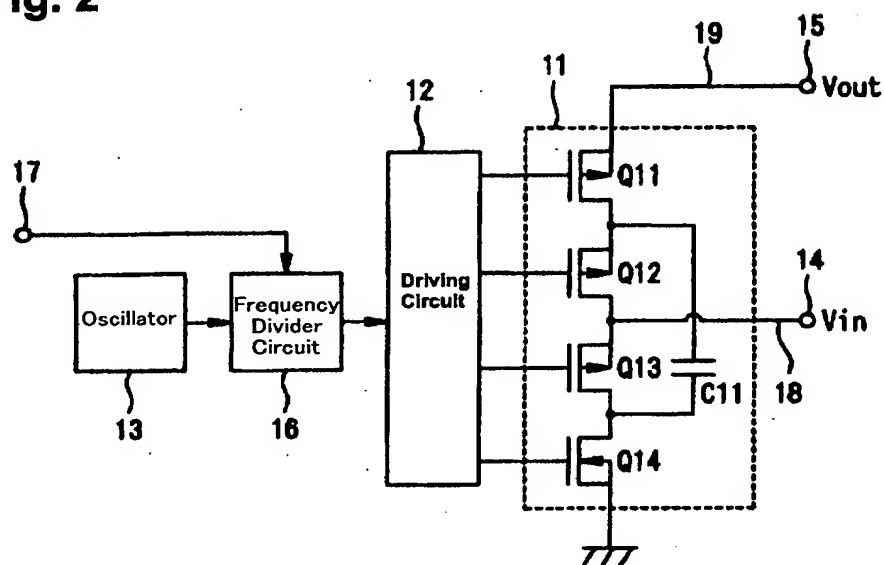 Fig. 2
15
19
Vout
11
12
Q11
17
Q12
14
Driving
Circuit
Oscillator
Frequency
Divider
Circuit
Vin
Q13
C11
18
13
16
Q14